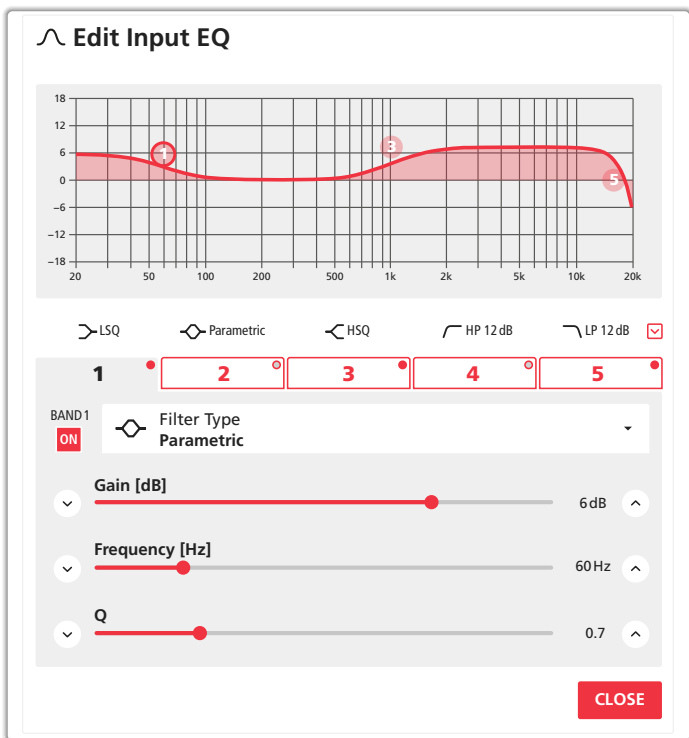 Edit Input EQ
18
12
6
0
−6
−12
−18
1
3
5
20 50 100 200 500 1k 2k 5k 10k 20k
LSQ Parametric HSQ HP 12 dB LP 12 dB
1 2 3 4 5
BAND 1
ON
Filter Type
Parametric
Gain [dB]
6 dB
Frequency [Hz]
60 Hz
Q
0.7
CLOSE